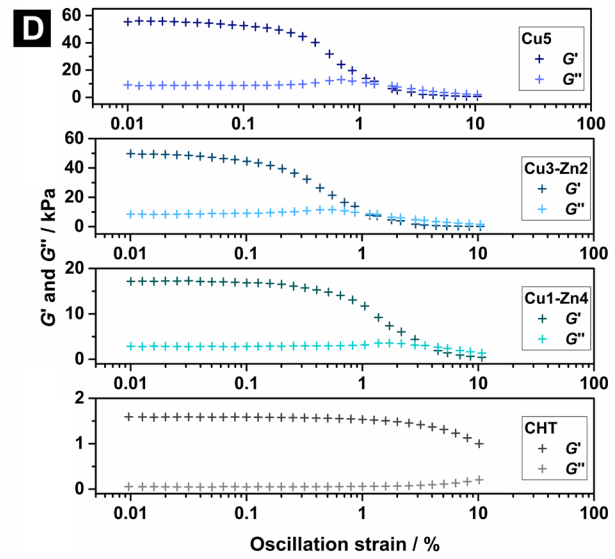 D
60
40
20
0
0.01 0.1 1 10 100
Cu5
G'
G''
60
40
20
0
0.01 0.1 1 10 100
Cu3-Zn2
G'
G''
20
10
0
0.01 0.1 1 10 100
Cu1-Zn4
G'
G''
2
1
0
0.01 0.1 1 10 100
CHT
G'
G''
G' and G'' / kPa
Oscillation strain / %